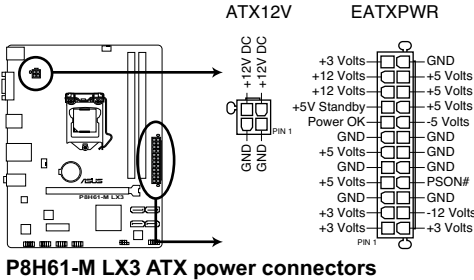 ATX12V
EATXPWR
+12V DC
+12V DC
GND
GND
PIN 1
+3 Volts GND
+12 Volts +5 Volts
+12 Volts +5 Volts
+5V Standby +5 Volts
Power OK -5 Volts
GND GND
+5 Volts GND
GND GND
+5 Volts PSON#
GND GND
+3 Volts -12 Volts
+3 Volts +3 Volts
PIN 1
ASUS
P8H61-M LX3
P8H61-M LX3 ATX power connectors